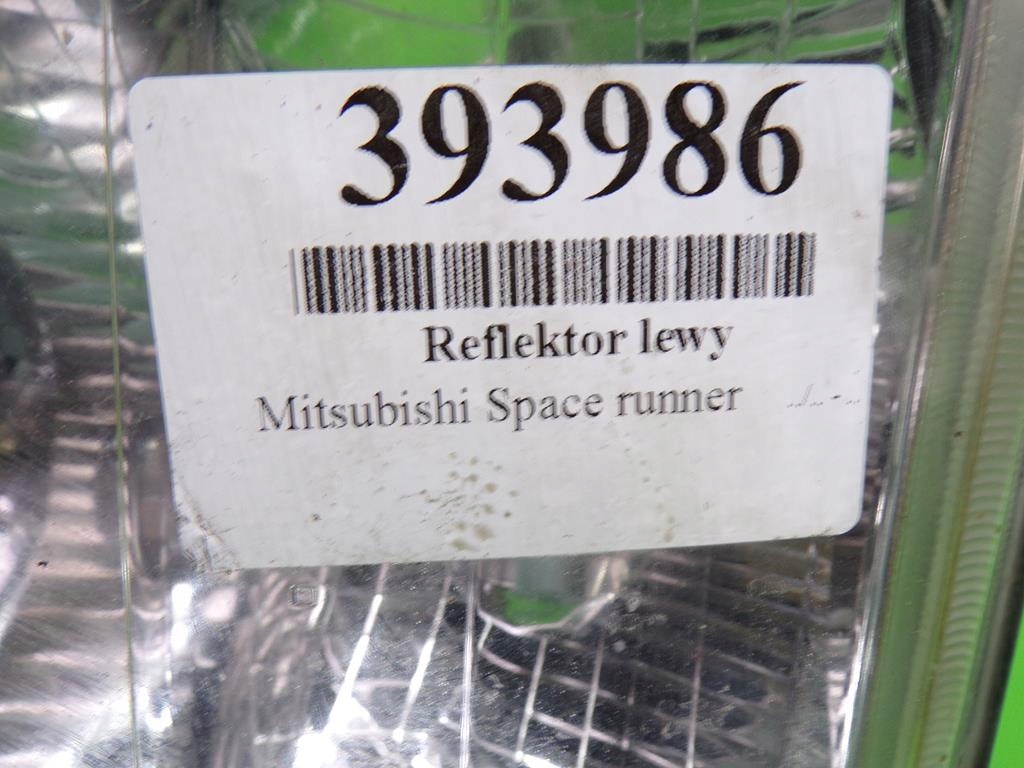 393986
Reflektor lewy
Mitsubishi Space runner